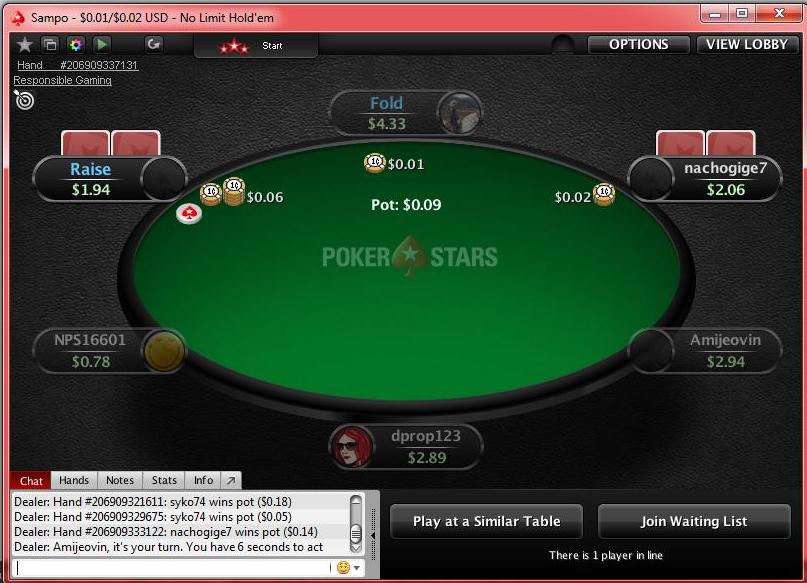 Sampo - $0.01/$0.02 USD - No Limit Hold'em
Start
OPTIONS
VIEW LOBBY
Hand #206909337131
Responsible Gaming
Fold
$4.33
Raise
$1.94
nachogige7
$2.06
1¢ $0.01
1¢ 1¢ $0.06
$0.02 1¢
Pot: $0.09
POKER STARS
NPS16601
$0.78
Amijeovin
$2.94
dprop123
$2.89
Chat
Hands
Notes
Stats
Info
Dealer: Hand #206909321611: syko74 wins pot ($0.18)
Dealer: Hand #206909329675: syko74 wins pot ($0.05)
Dealer: Hand #206909333122: nachogige7 wins pot ($0.14)
Dealer: Amijeovin, it's your turn. You have 6 seconds to act
Play at a Similar Table
Join Waiting List
There is 1 player in line